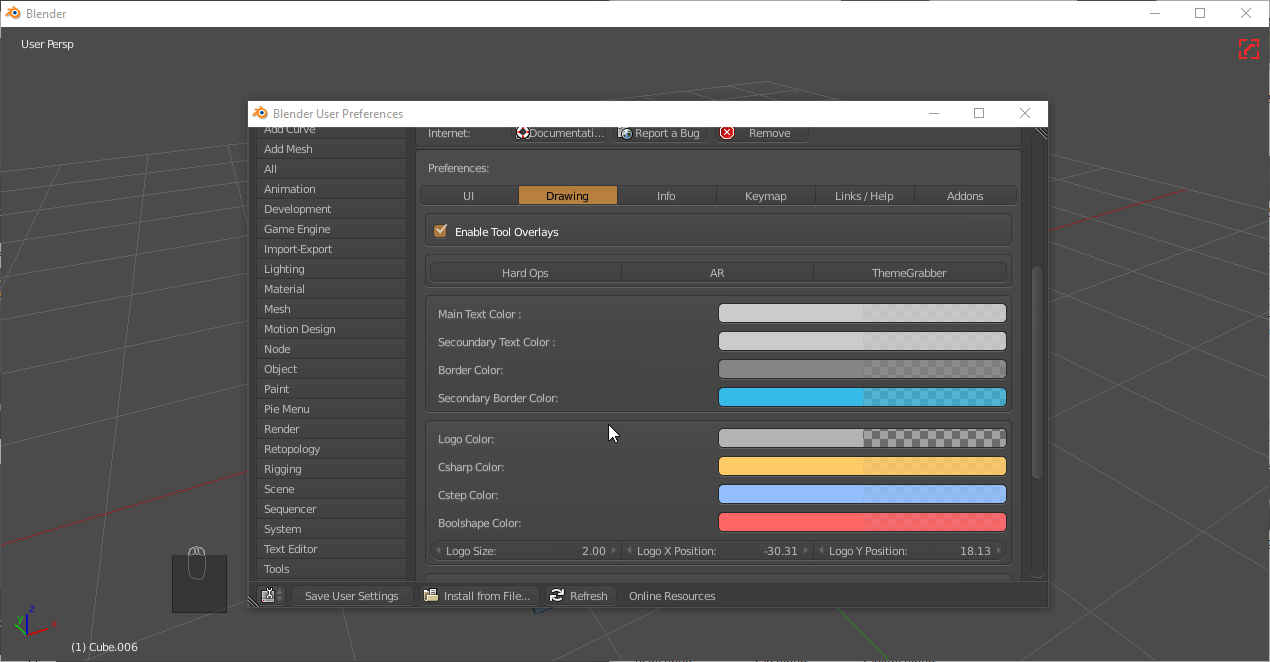 Blender
User Persp
Blender User Preferences
Add Curve
Add Mesh
All
Animation
Development
Game Engine
Import-Export
Lighting
Material
Mesh
Motion Design
Node
Object
Paint
Pie Menu
Render
Retopology
Rigging
Scene
Sequencer
System
Text Editor
Tools
Internet: Documentati... Report a Bug Remove
Preferences:
UI Drawing Info Keymap Links / Help Addons
Enable Tool Overlays
Hard Ops AR ThemeGrabber
Main Text Color :
Secoundary Text Color :
Border Color:
Secondary Border Color:
Logo Color:
Csharp Color:
Cstep Color:
Boolshape Color:
Logo Size: 2.00 Logo X Position: -30.31 Logo Y Position: 18.13
Save User Settings Install from File... Refresh Online Resources
z
y
x
(1) Cube.006